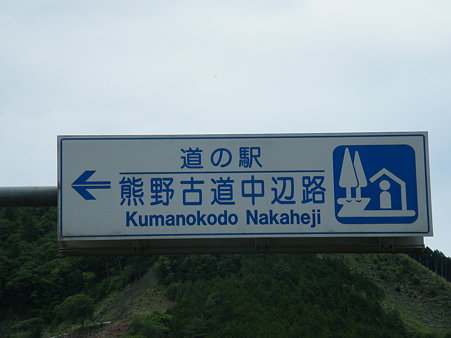 道の駅
熊野古道中辺路
Kumanokodo Nakaheji